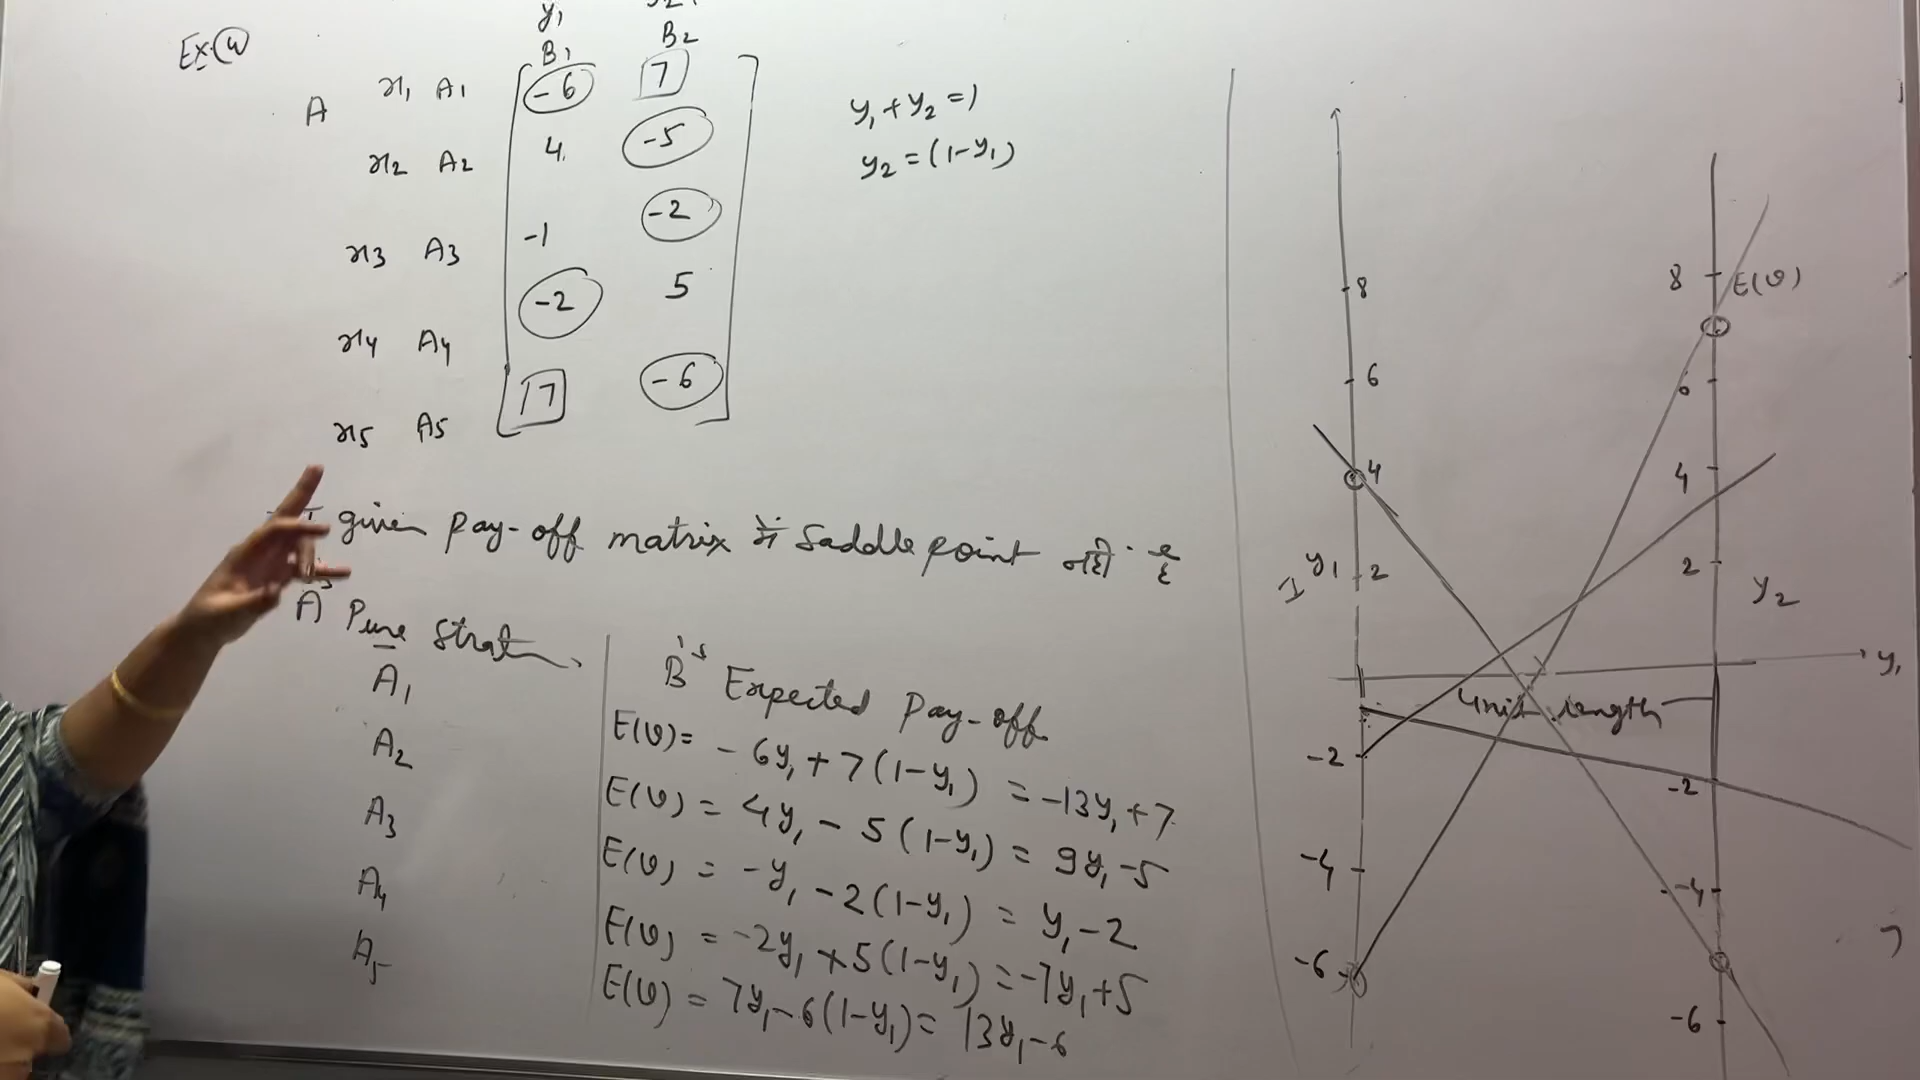 Ex. 4
y₁
B₁ B₂
A x₁ A₁ -6 7
x₂ A₂ 4 -5
x₃ A₃ -1 -2
x₄ A₄ -2 5
x₅ A₅ 7 -6
y₁ + y₂ = 1
y₂ = (1-y₁)
given Pay-off matrix में Saddle point नहीं है
A's Pure Strat
A₁
A₂
A₃
A₄
A₅
B's Expected Pay-off
E(v) = -6y₁ + 7(1-y₁) = -13y₁ + 7
E(v) = 4y₁ - 5(1-y₁) = 9y₁ - 5
E(v) = -y₁ - 2(1-y₁) = y₁ - 2
E(v) = -2y₁ + 5(1-y₁) = -7y₁ + 5
E(v) = 7y₁ - 6(1-y₁) = 13y₁ - 6
8
6
4
y₁ 2
-2
-4
-6
Unit length
8 E(v)
6
4
2 y₂
y₁
-2
-4
-6